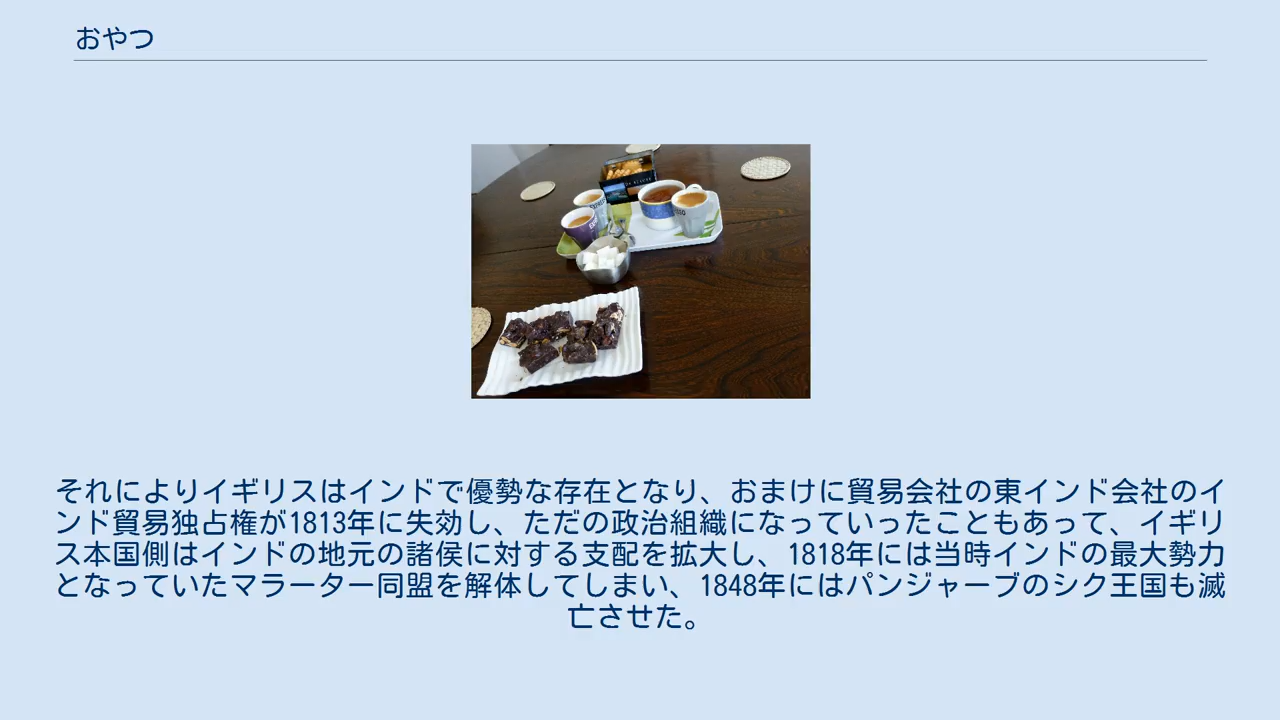 おやつ
それによりイギリスはインドで優勢な存在となり、おまけに貿易会社の東インド会社のイ
ンド貿易独占権が1813年に失効し、ただの政治組織になっていったこともあって、イギリ
ス本国側はインドの地元の諸侯に対する支配を拡大し、1818年には当時インドの最大勢力
となっていたマラーター同盟を解体してしまい、1848年にはパンジャーブのシク王国も滅
亡させた。